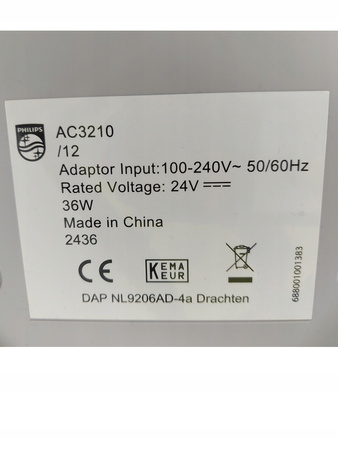 PHILIPS
AC3210
/12
Adaptor Input:100-240V~ 50/60Hz
Rated Voltage: 24V ⎓
36W
Made in China
2436
CE
KEMA
KEUR
DAP NL9206AD-4a Drachten
688001001383